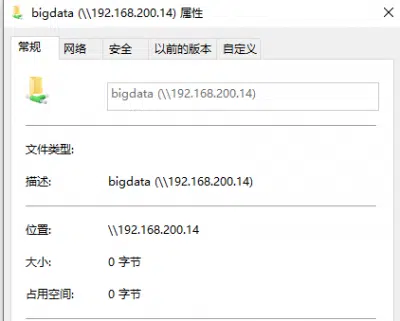 bigdata (\\192.168.200.14) 属性
常规 网络 安全 以前的版本 自定义
bigdata (\\192.168.200.14)
文件类型:
描述: bigdata (\\192.168.200.14)
位置: \\192.168.200.14
大小: 0 字节
占用空间: 0 字节